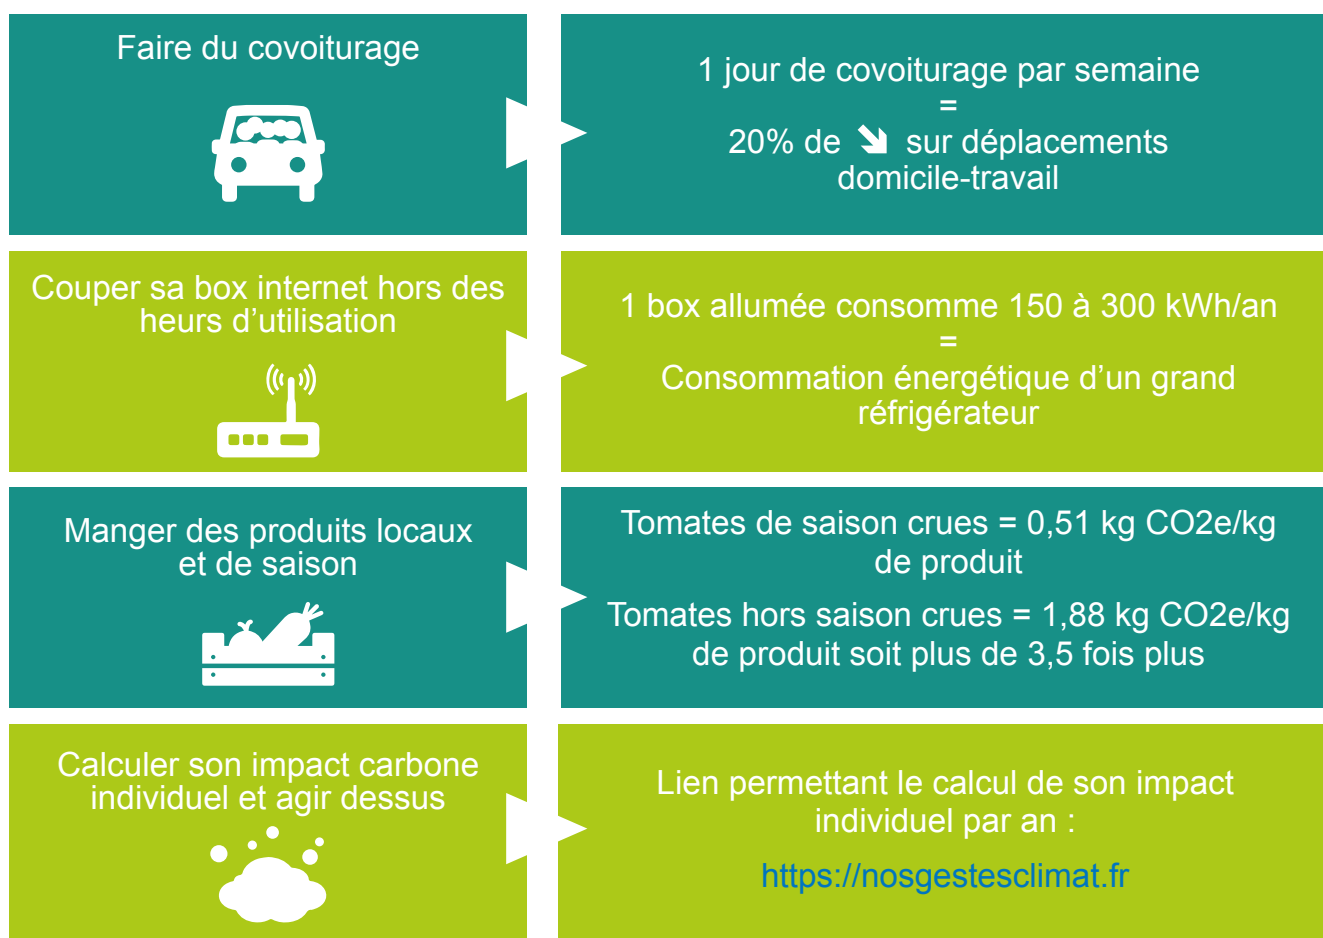 Faire du covoiturage
1 jour de covoiturage par semaine
=
20% de ➘ sur déplacements
domicile-travail
Couper sa box internet hors des
heurs d’utilisation
1 box allumée consomme 150 à 300 kWh/an
=
Consommation énergétique d’un grand
réfrigérateur
Manger des produits locaux
et de saison
Tomates de saison crues = 0,51 kg CO2e/kg
de produit
Tomates hors saison crues = 1,88 kg CO2e/kg
de produit soit plus de 3,5 fois plus
Calculer son impact carbone
individuel et agir dessus
Lien permettant le calcul de son impact
individuel par an :
https://nosgestesclimat.fr